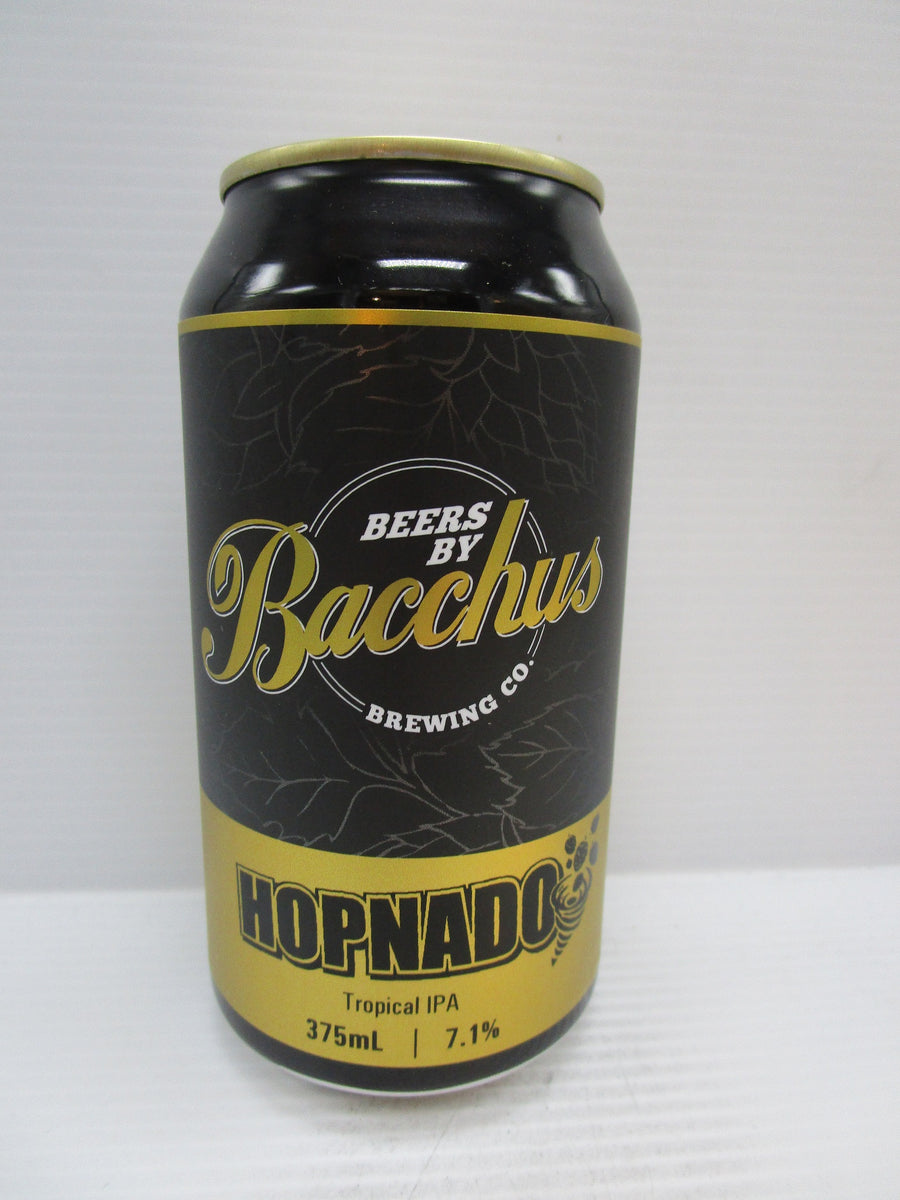 BEERS
BY
Bacchus
BREWING CO.
HOPNADO
Tropical IPA
375mL | 7.1%